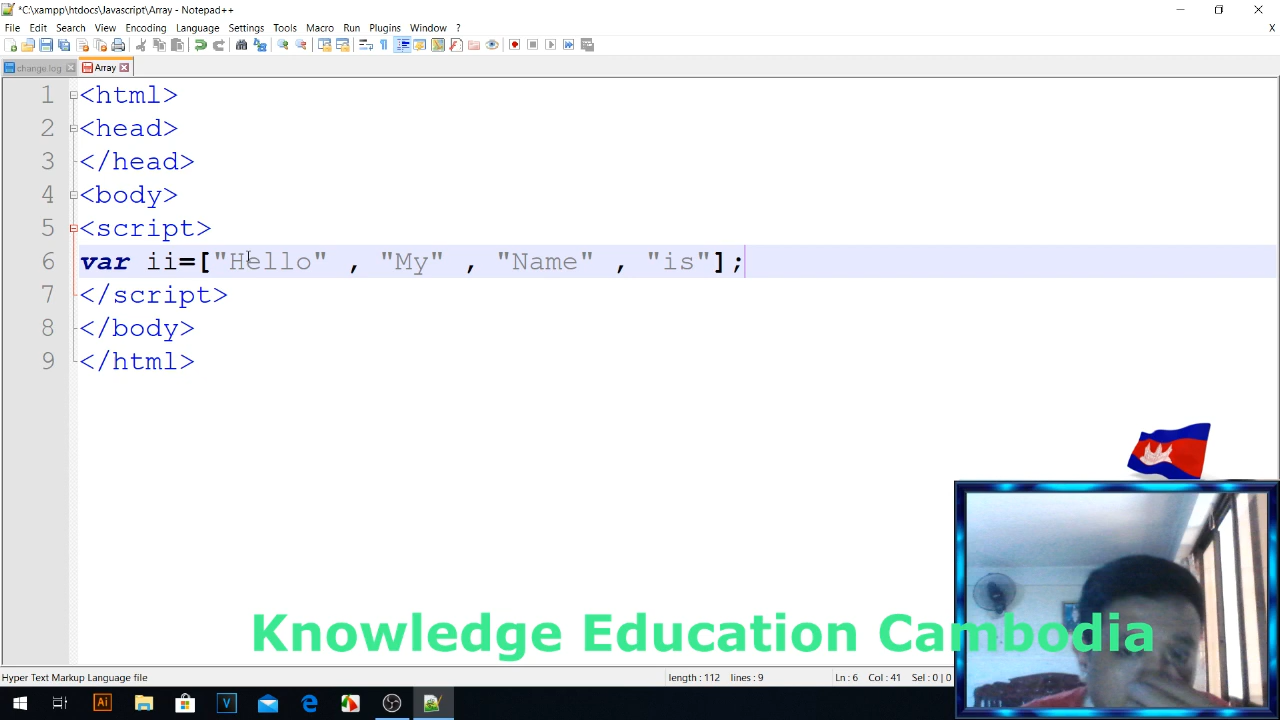 *C:\xampp\htdocs\Javascript\Array - Notepad++
File Edit Search View Encoding Language Settings Tools Macro Run Plugins Window ?
X
change.log Array
1 <html>
2 <head>
3 </head>
4 <body>
5 <script>
6 var ii=["Hello" , "My" , "Name" , "is"];
7 </script>
8 </body>
9 </html>
Knowledge Education Cambodia
Hyper Text Markup Language file length : 112 lines : 9 Ln : 6 Col : 41 Sel : 0 | 0
Ai V